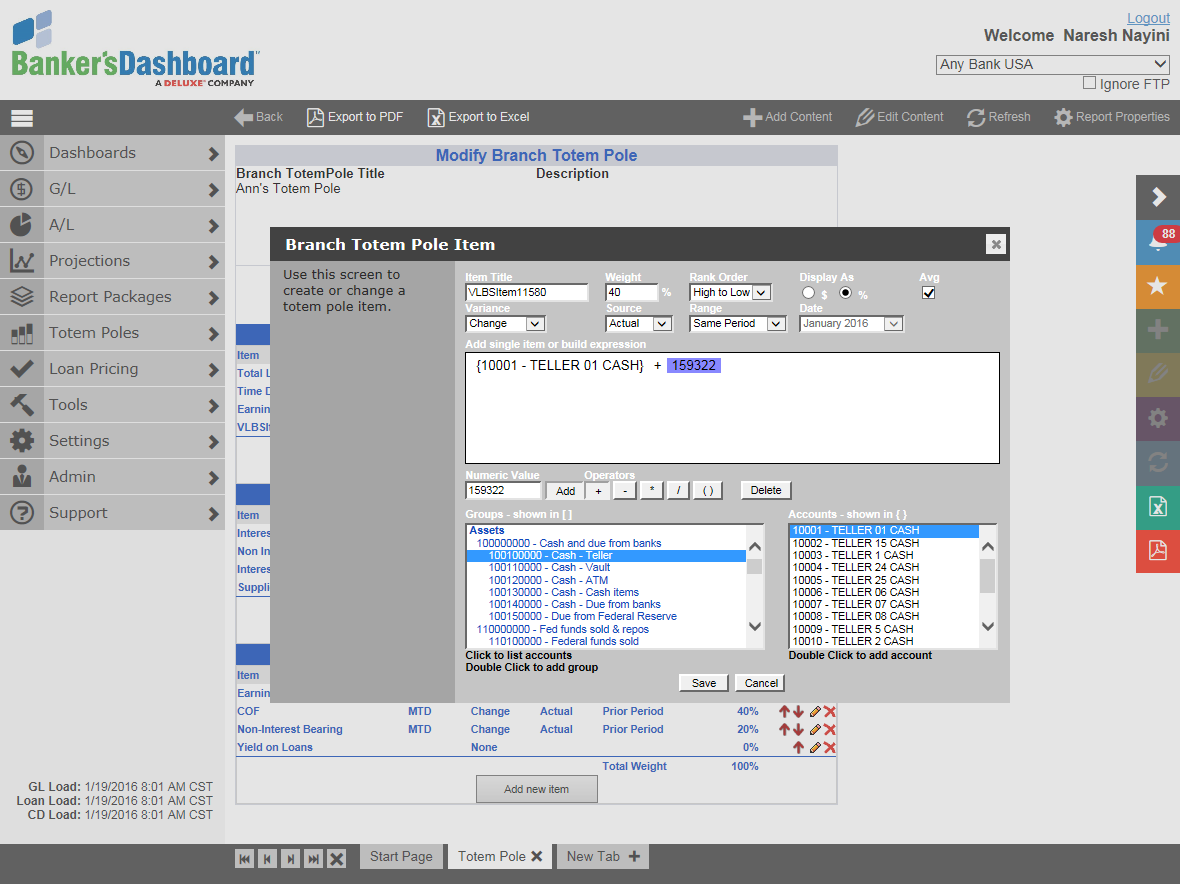 Logout
Welcome Naresh Nayini
Banker'sDashboard
A DELUXE COMPANY
Any Bank USA
Ignore FTP
Back Export to PDF Export to Excel Add Content Edit Content Refresh Report Properties
Dashboards
G/L
A/L
Projections
Report Packages
Totem Poles
Loan Pricing
Tools
Settings
Admin
Support
GL Load: 1/19/2016 8:01 AM CST
Loan Load: 1/19/2016 8:01 AM CST
CD Load: 1/19/2016 8:01 AM CST
Modify Branch Totem Pole
Branch TotemPole Title Description
Ann's Totem Pole
Item
Total
Time
Earnin
Item
Interes
Non In
Interes
Suppli
Item
Earnin
Branch Totem Pole Item
Use this screen to
create or change a
totem pole item.
Item Title Weight Rank Order Display As Avg
VLBSItem11580 40 % High to Low $ %
Variance Source Range Date
Change Actual Same Period January 2016
Add single item or build expression
{10001 - TELLER 01 CASH} + 159322
Numeric Value Operators
159322 Add + - * / ( ) Delete
Groups - shown in [ ]
Assets
100000000 - Cash and due from banks
100100000 - Cash - Teller
100110000 - Cash - Vault
100120000 - Cash - ATM
100130000 - Cash - Cash items
100140000 - Cash - Due from banks
100150000 - Due from Federal Reserve
110000000 - Fed funds sold & repos
110100000 - Federal funds sold
Click to list accounts
Double Click to add group
Accounts - shown in { }
10001 - TELLER 01 CASH
10002 - TELLER 15 CASH
10003 - TELLER 1 CASH
10004 - TELLER 24 CASH
10005 - TELLER 25 CASH
10006 - TELLER 06 CASH
10007 - TELLER 07 CASH
10008 - TELLER 08 CASH
10009 - TELLER 5 CASH
10010 - TELLER 2 CASH
Double Click to add account
Save Cancel
COF MTD Change Actual Prior Period 40%
Non-Interest Bearing MTD Change Actual Prior Period 20%
Yield on Loans None 0%
Total Weight 100%
Add new item
88
Start Page Totem Pole New Tab